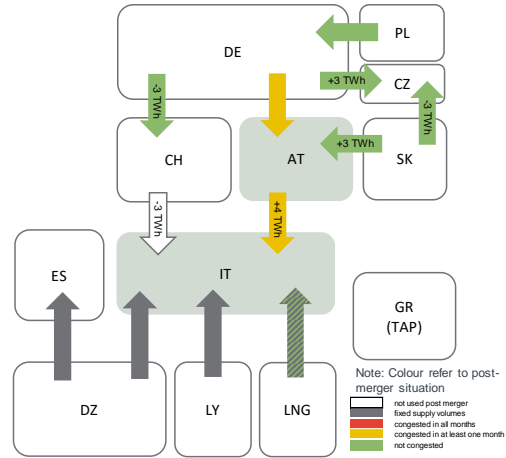 PL
DE
+3 TWh
CZ
-3 TWh
-3 TWh
CH
AT
+3 TWh
SK
-3 TWh
+4 TWh
ES
IT
GR
(TAP)
DZ
LY
LNG
Note: Colour refer to post-
merger situation
not used post merger
fixed supply volumes
congested in all months
congested in at least one month
not congested